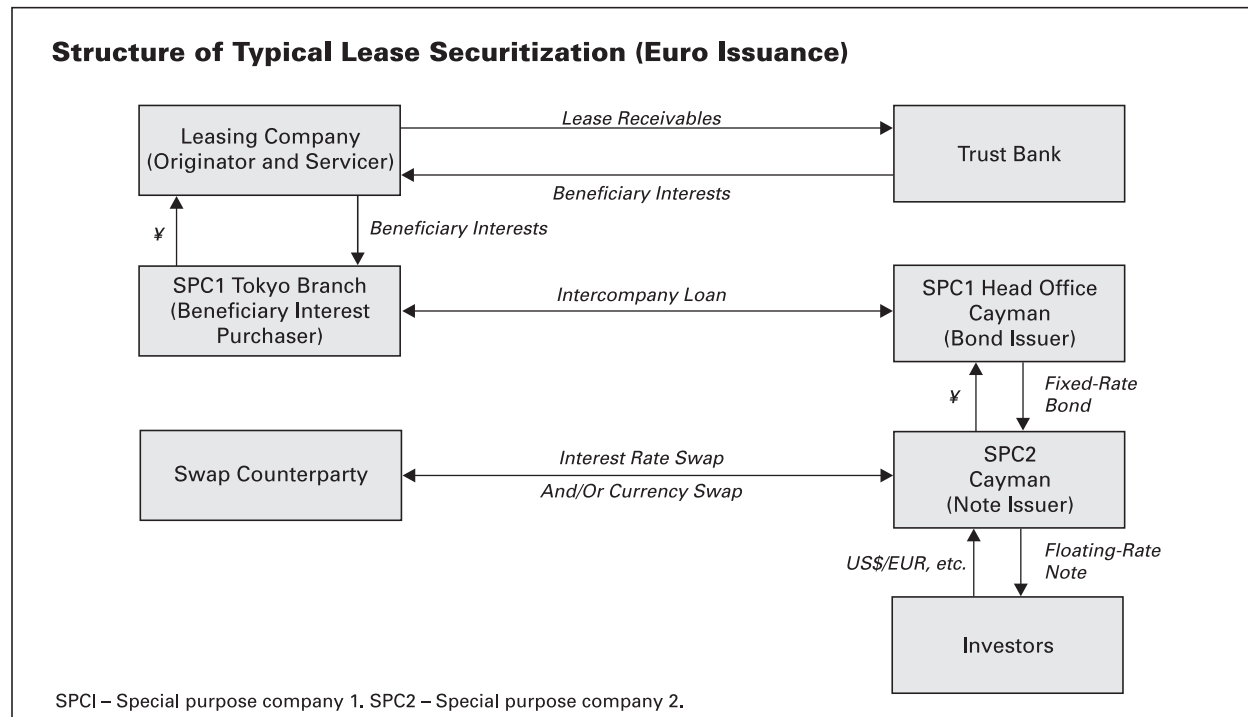 Structure of Typical Lease Securitization (Euro Issuance)
Leasing Company
(Originator and Servicer)
Lease Receivables
Trust Bank
Beneficiary Interests
¥
Beneficiary Interests
SPC1 Tokyo Branch
(Beneficiary Interest
Purchaser)
Intercompany Loan
SPC1 Head Office
Cayman
(Bond Issuer)
¥
Fixed-Rate
Bond
Swap Counterparty
Interest Rate Swap
And/Or Currency Swap
SPC2
Cayman
(Note Issuer)
US$/EUR, etc.
Floating-Rate
Note
Investors
SPCI – Special purpose company 1. SPC2 – Special purpose company 2.